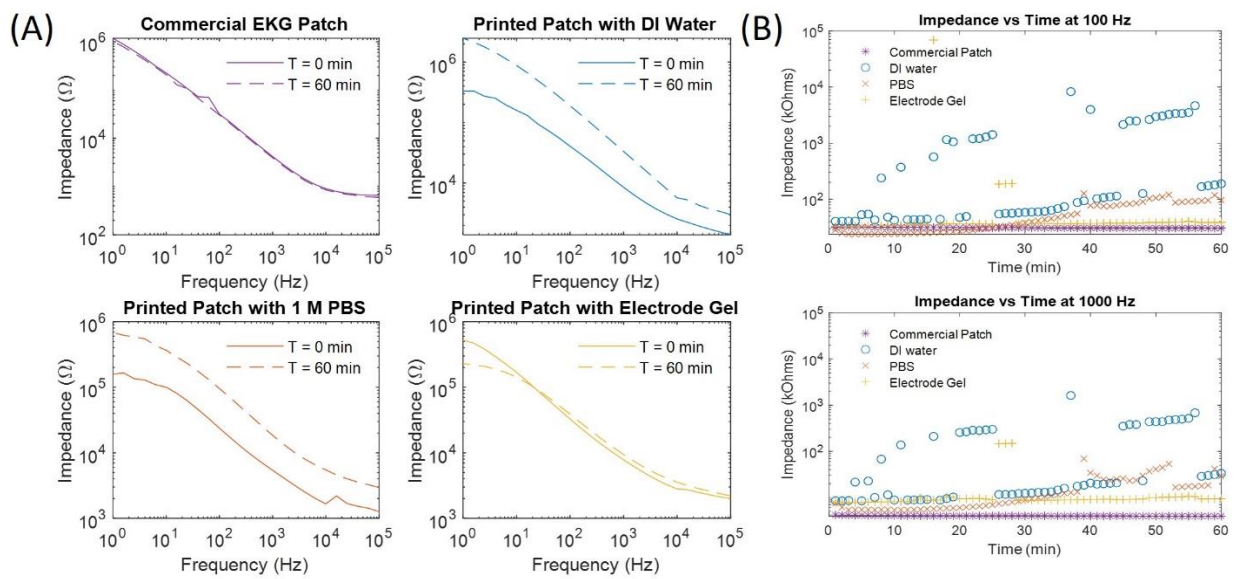 (A)
Commercial EKG Patch
T = 0 min
T = 60 min
10^6
10^4
10^2
Impedance (Ω)
10^0 10^1 10^2 10^3 10^4 10^5
Frequency (Hz)
Printed Patch with DI Water
T = 0 min
T = 60 min
10^6
10^4
Impedance (Ω)
10^0 10^1 10^2 10^3 10^4 10^5
Frequency (Hz)
Printed Patch with 1 M PBS
T = 0 min
T = 60 min
10^6
10^5
10^4
10^3
Impedance (Ω)
10^0 10^1 10^2 10^3 10^4 10^5
Frequency (Hz)
Printed Patch with Electrode Gel
T = 0 min
T = 60 min
10^6
10^5
10^4
10^3
Impedance (Ω)
10^0 10^1 10^2 10^3 10^4 10^5
Frequency (Hz)
(B)
Impedance vs Time at 100 Hz
Commercial Patch
DI water
PBS
Electrode Gel
10^5
10^4
10^3
10^2
Impedance (kOhms)
0 10 20 30 40 50 60
Time (min)
Impedance vs Time at 1000 Hz
Commercial Patch
DI water
PBS
Electrode Gel
10^5
10^4
10^3
10^2
Impedance (kOhms)
0 10 20 30 40 50 60
Time (min)